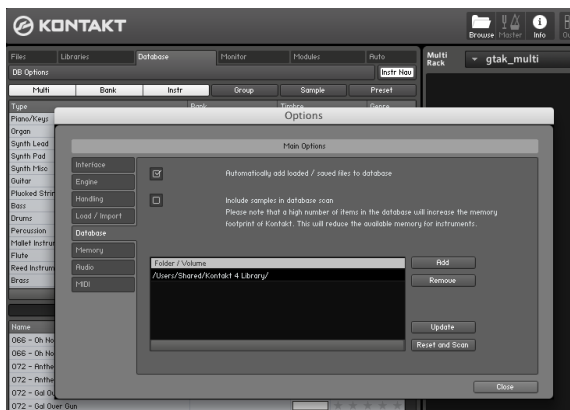 KONTAKT
Browse Master Info
Files Libraries Database Monitor Modules Auto
Multi Rack
gtak_multi
DB Options
Instr Nav
Multi Bank Instr Group Sample Preset
Type Bank Timbre Genre
Piano/Keys
Organ
Synth Lead
Synth Pad
Synth Misc
Guitar
Plucked Strin
Bass
Drums
Percussion
Mallet Instrum
Flute
Reed Instrum
Brass
Name
066 - Oh No
066 - Oh No
072 - Anthe
072 - Anthe
072 - Gal Ou
072 - Gal Over Gun
Options
Main Options
Interface
Engine
Handling
Load / Import
Database
Memory
Audio
MIDI
Automatically add loaded / saved files to database
Include samples in database scan
Please note that a high number of items in the database will increase the memory
footprint of Kontakt. This will reduce the available memory for instruments.
Folder / Volume
/Users/Shared/Kontakt 4 Library/
Add
Remove
Update
Reset and Scan
Close